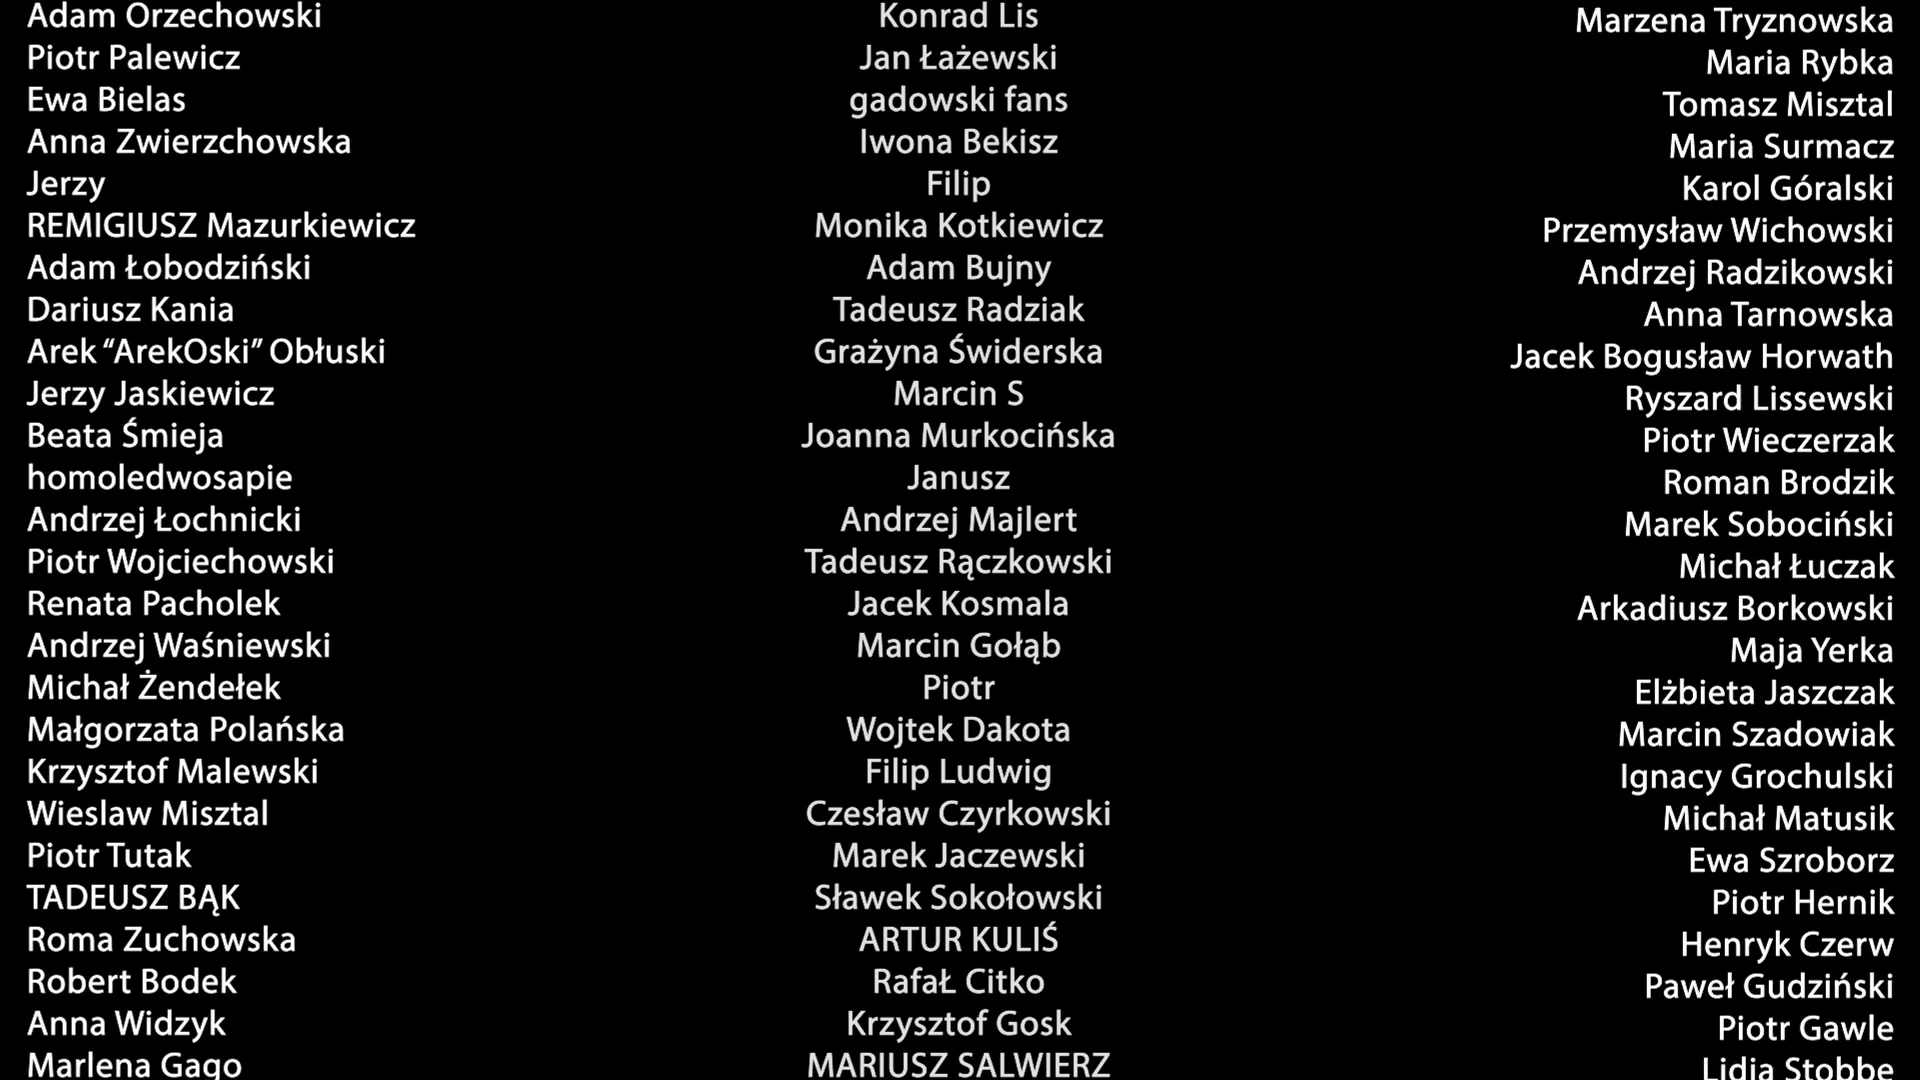 Adam Orzechowski
Piotr Palewicz
Ewa Bielas
Anna Zwierzchowska
Jerzy
REMIGIUSZ Mazurkiewicz
Adam Łobodziński
Dariusz Kania
Arek “ArekOski” Obłuski
Jerzy Jaskiewicz
Beata Śmieja
homoledwosapie
Andrzej Łochnicki
Piotr Wojciechowski
Renata Pacholek
Andrzej Waśniewski
Michał Żendełek
Małgorzata Polańska
Krzysztof Malewski
Wieslaw Misztal
Piotr Tutak
TADEUSZ BĄK
Roma Zuchowska
Robert Bodek
Anna Widzyk
Marlena Gago
Konrad Lis
Jan Łażewski
gadowski fans
Iwona Bekisz
Filip
Monika Kotkiewicz
Adam Bujny
Tadeusz Radziak
Grażyna Świderska
Marcin S
Joanna Murkocińska
Janusz
Andrzej Majlert
Tadeusz Rączkowski
Jacek Kosmala
Marcin Gołąb
Piotr
Wojtek Dakota
Filip Ludwig
Czesław Czyrkowski
Marek Jaczewski
Sławek Sokołowski
ARTUR KULIŚ
RafaŁ Citko
Krzysztof Gosk
MARIUSZ SALWIERZ
Marzena Tryznowska
Maria Rybka
Tomasz Misztal
Maria Surmacz
Karol Góralski
Przemysław Wichowski
Andrzej Radzikowski
Anna Tarnowska
Jacek Bogusław Horwath
Ryszard Lissewski
Piotr Wieczerzak
Roman Brodzik
Marek Sobociński
Michał Łuczak
Arkadiusz Borkowski
Maja Yerka
Elżbieta Jaszczak
Marcin Szadowiak
Ignacy Grochulski
Michał Matusik
Ewa Szroborz
Piotr Hernik
Henryk Czerw
Paweł Gudziński
Piotr Gawle
Lidia Stobbe